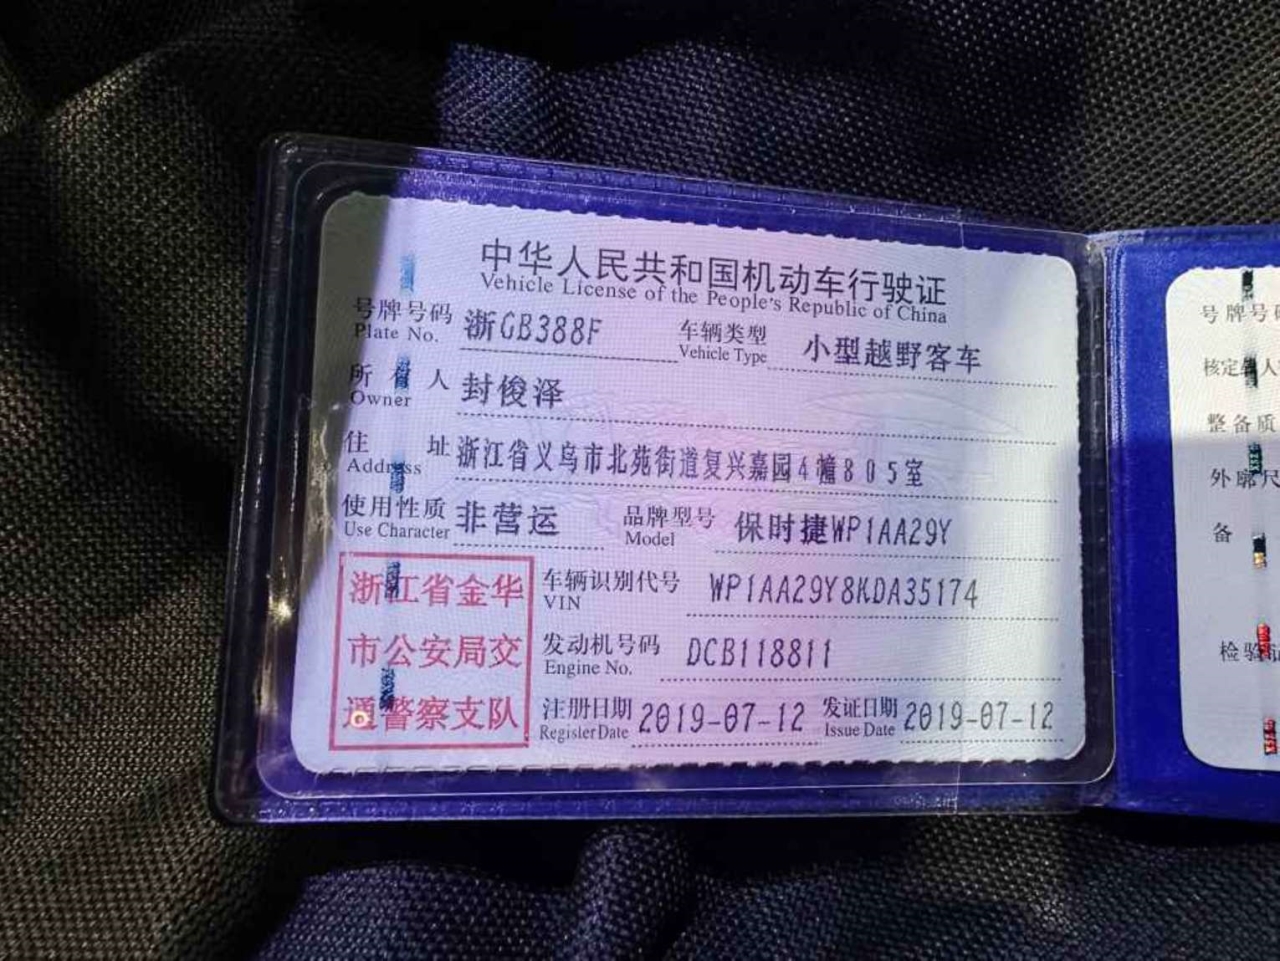 中华人民共和国机动车行驶证
Vehicle License of the People's Republic of China
号牌号码 浙GB388F 车辆类型 小型越野客车
Plate No. Vehicle Type
所有人 封俊泽
Owner
住址 浙江省义乌市北苑街道复兴嘉园4幢805室
Address
使用性质 非营运 品牌型号 保时捷WP1AA29Y
Use Character Model
浙江省金华
市公安局交
通警察支队
车辆识别代号 WP1AA29Y8KDA35174
VIN
发动机号码 DCB118811
Engine No.
注册日期 2019-07-12 发证日期 2019-07-12
Register Date Issue Date
号牌号
核定 人
整备质
外廓尺
备
检验